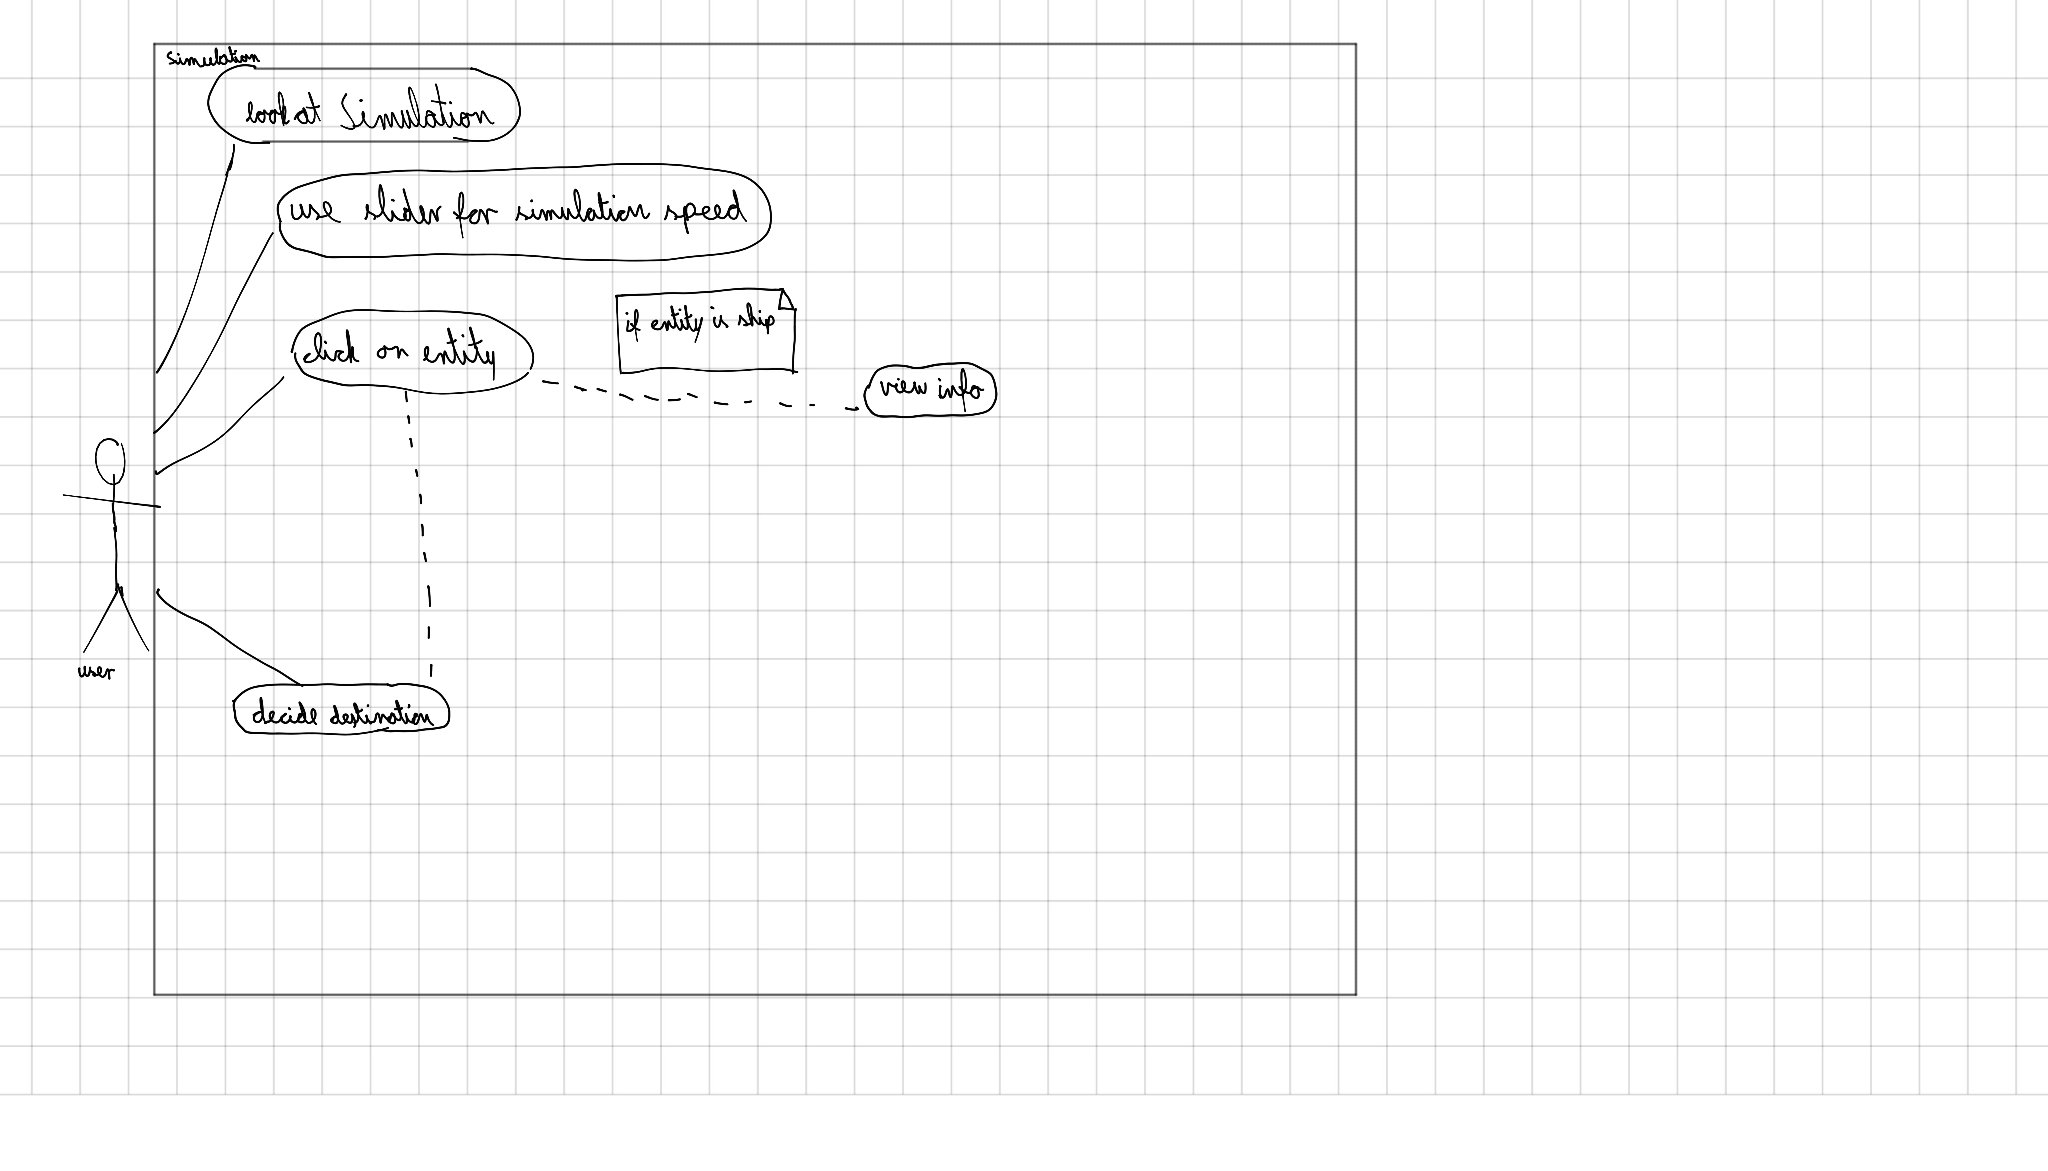 simulation
look at Simulation
use slider for simulation speed
if entity is ship
click on entity
view info
user
decide destination